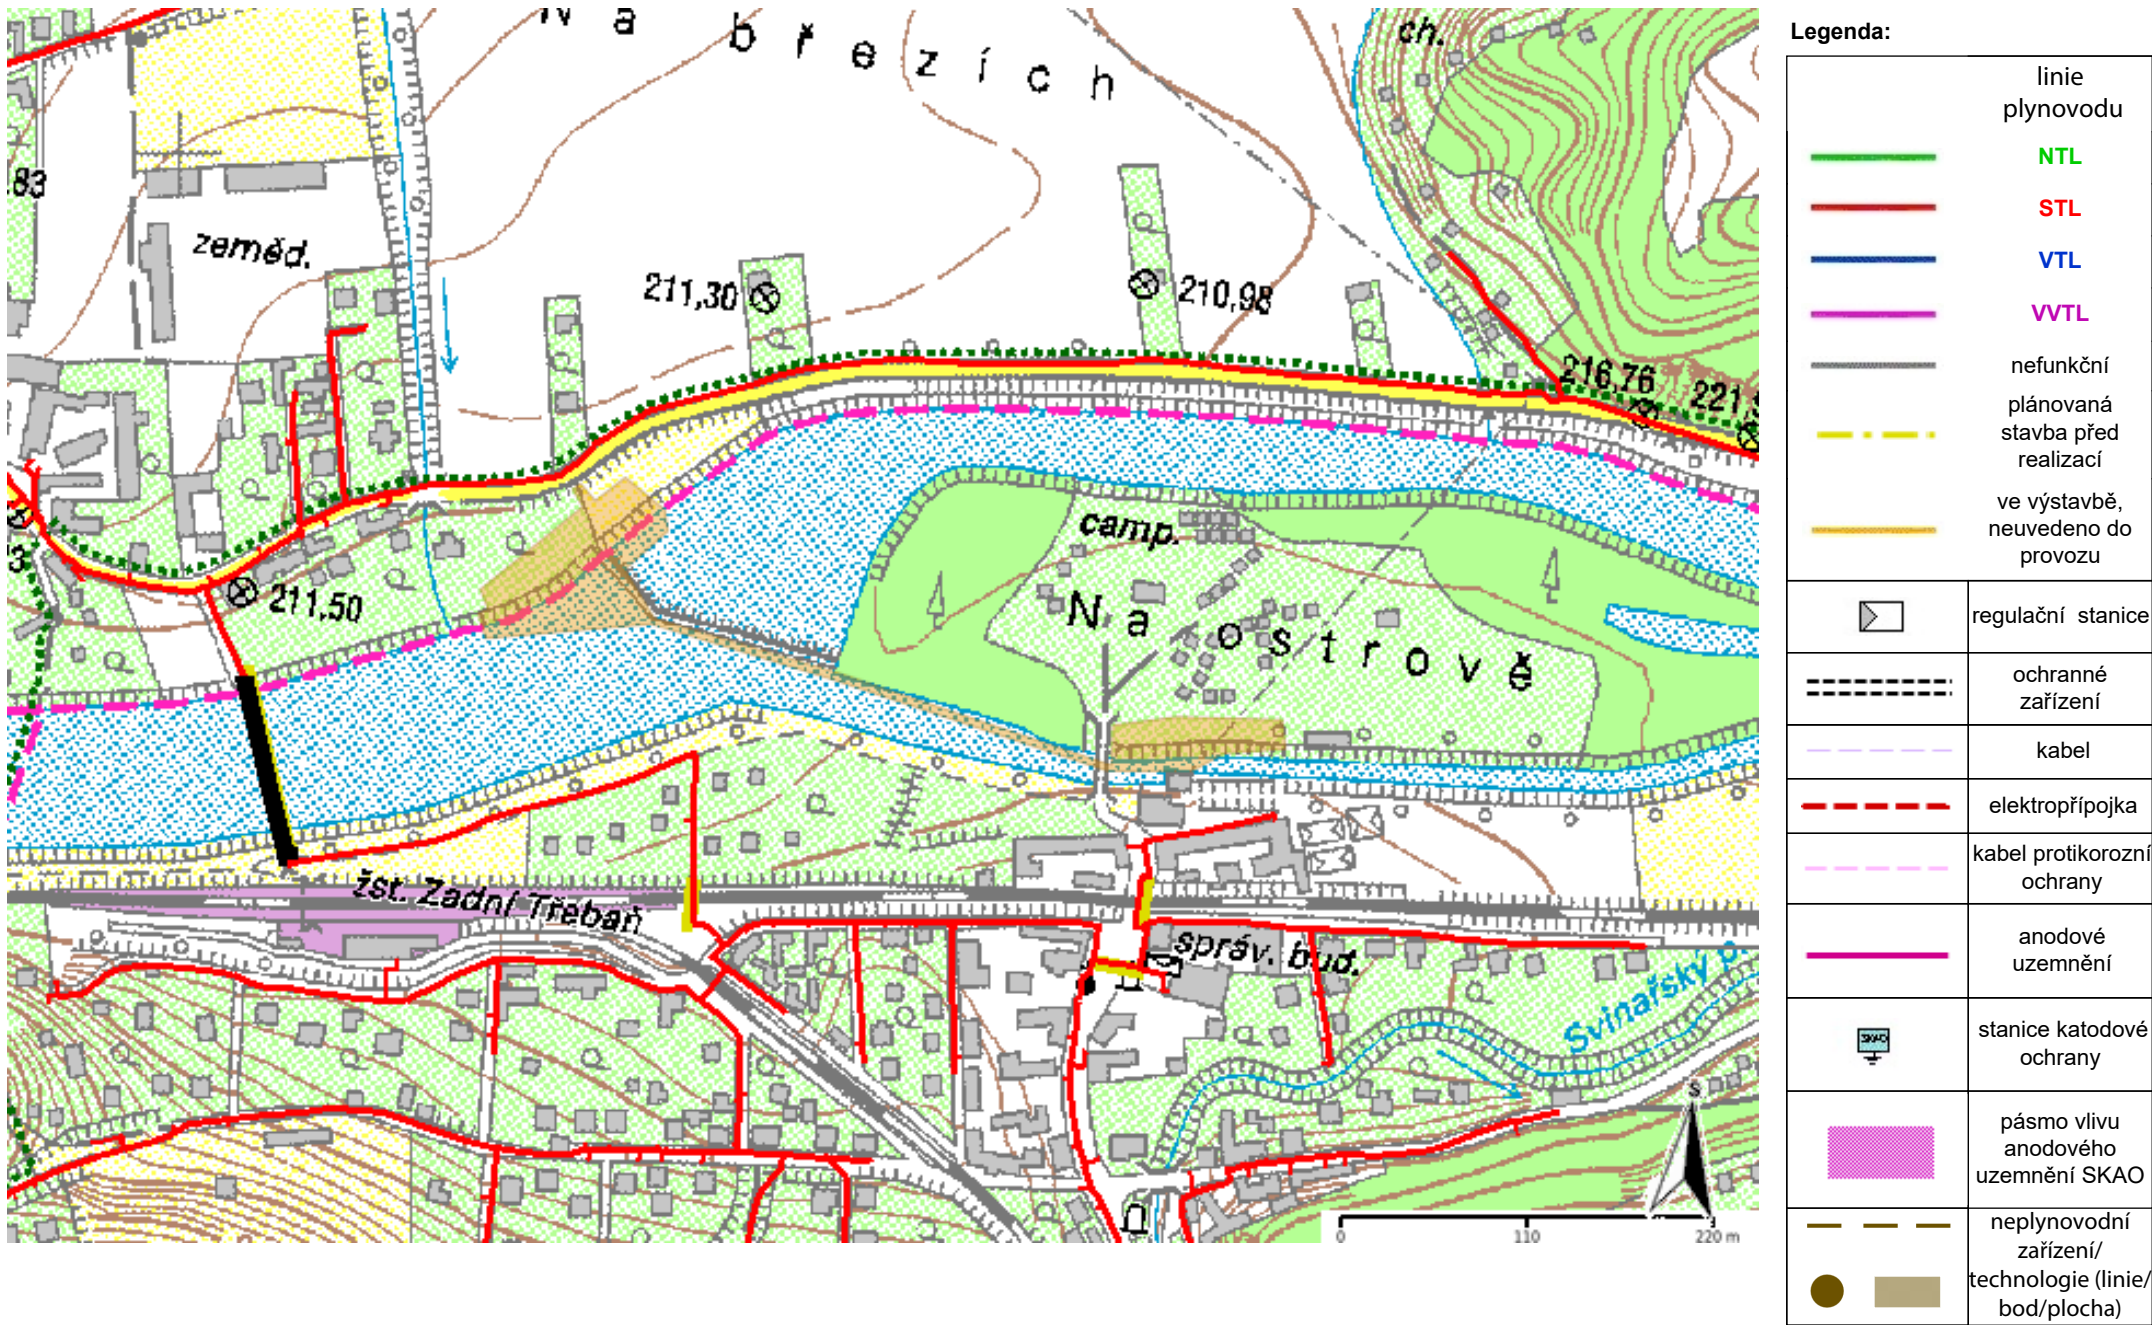 Na březích
ch.
.83
zeměd.
211,30
210,98
216,76
221,
camp.
211,50
Na ostrově
3
žst. Zadní Třebaň
správ. bud.
Svinařský p.
S
0 110 220 m
Legenda:
linie
plynovodu
NTL
STL
VTL
VVTL
nefunkční
plánovaná
stavba před
realizací
ve výstavbě,
neuvedeno do
provozu
regulační stanice
ochranné
zařízení
kabel
elektropřípojka
kabel protikorozní
ochrany
anodové
uzemnění
SKAO
stanice katodové
ochrany
pásmo vlivu
anodového
uzemnění SKAO
neplynovodní
zařízení/
technologie (linie/
bod/plocha)